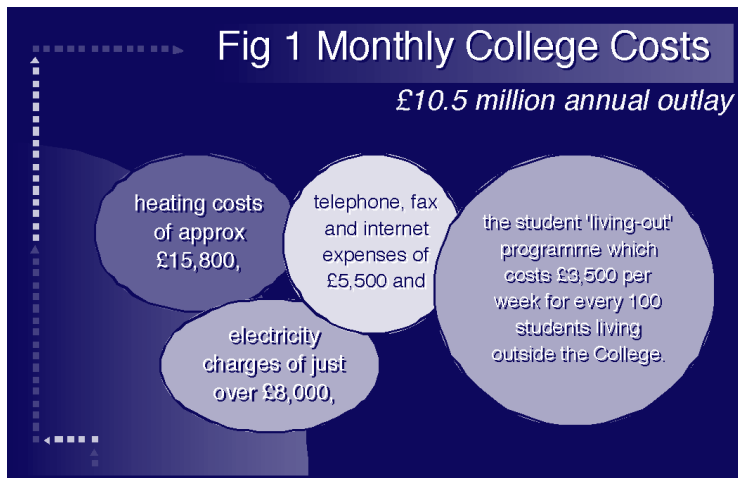 Fig 1 Monthly College Costs
£10.5 million annual outlay
heating costs
of approx
£15,800,
electricity
charges of just
over £8,000,
telephone, fax
and internet
expenses of
£5,500 and
the student 'living-out'
programme which
costs £3,500 per
week for every 100
students living
outside the College.